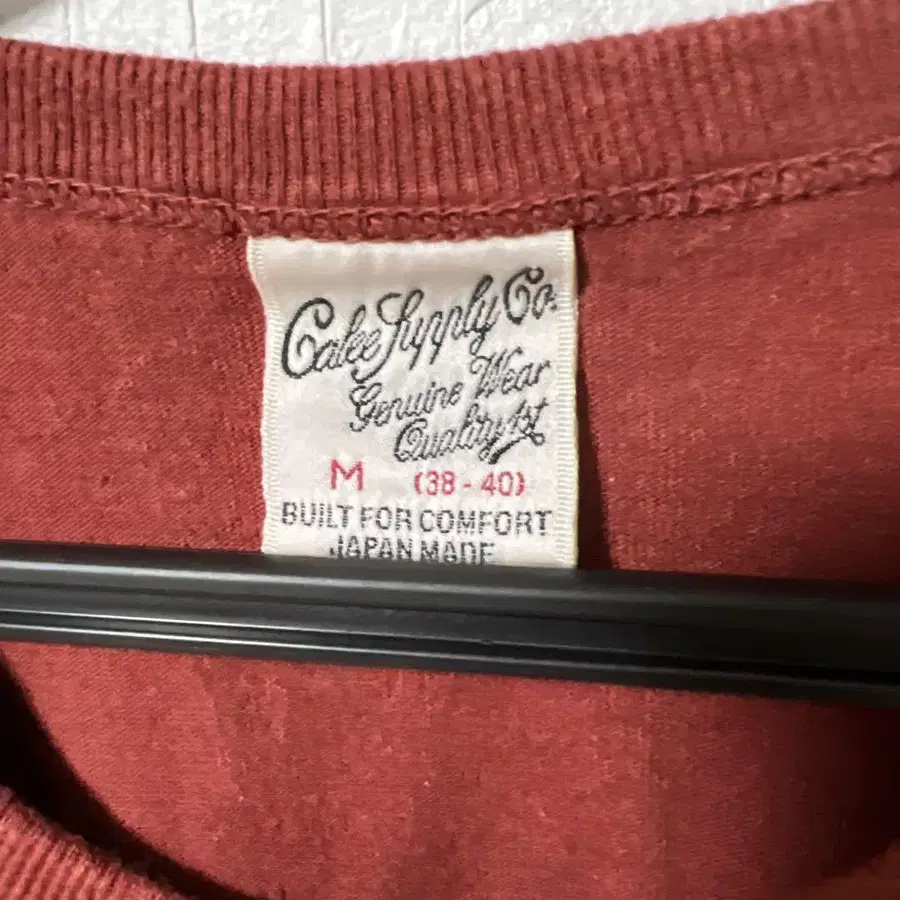 Calee Supply Co.
Genuine Wear
Quality 1st
M (38-40)
BUILT FOR COMFORT
JAPAN MADE